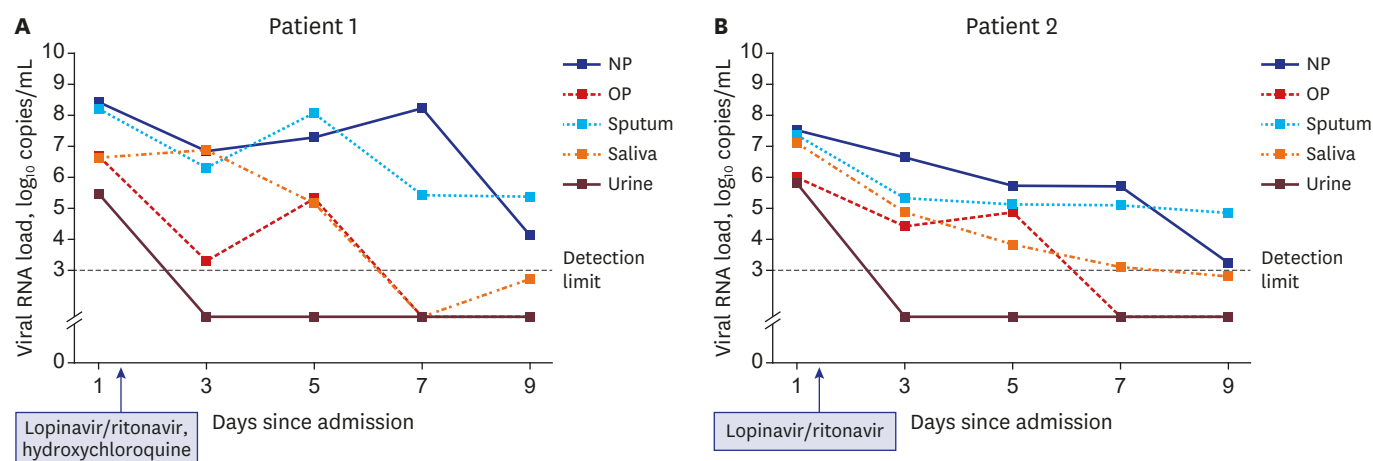 A
Patient 1
Viral RNA load, log₁₀ copies/mL
10
9
8
7
6
5
4
3
0
1
3
5
7
9
Days since admission
NP
OP
Sputum
Saliva
Urine
Detection
limit
Lopinavir/ritonavir,
hydroxychloroquine
B
Patient 2
Viral RNA load, log₁₀ copies/mL
10
9
8
7
6
5
4
3
0
1
3
5
7
9
Days since admission
NP
OP
Sputum
Saliva
Urine
Detection
limit
Lopinavir/ritonavir